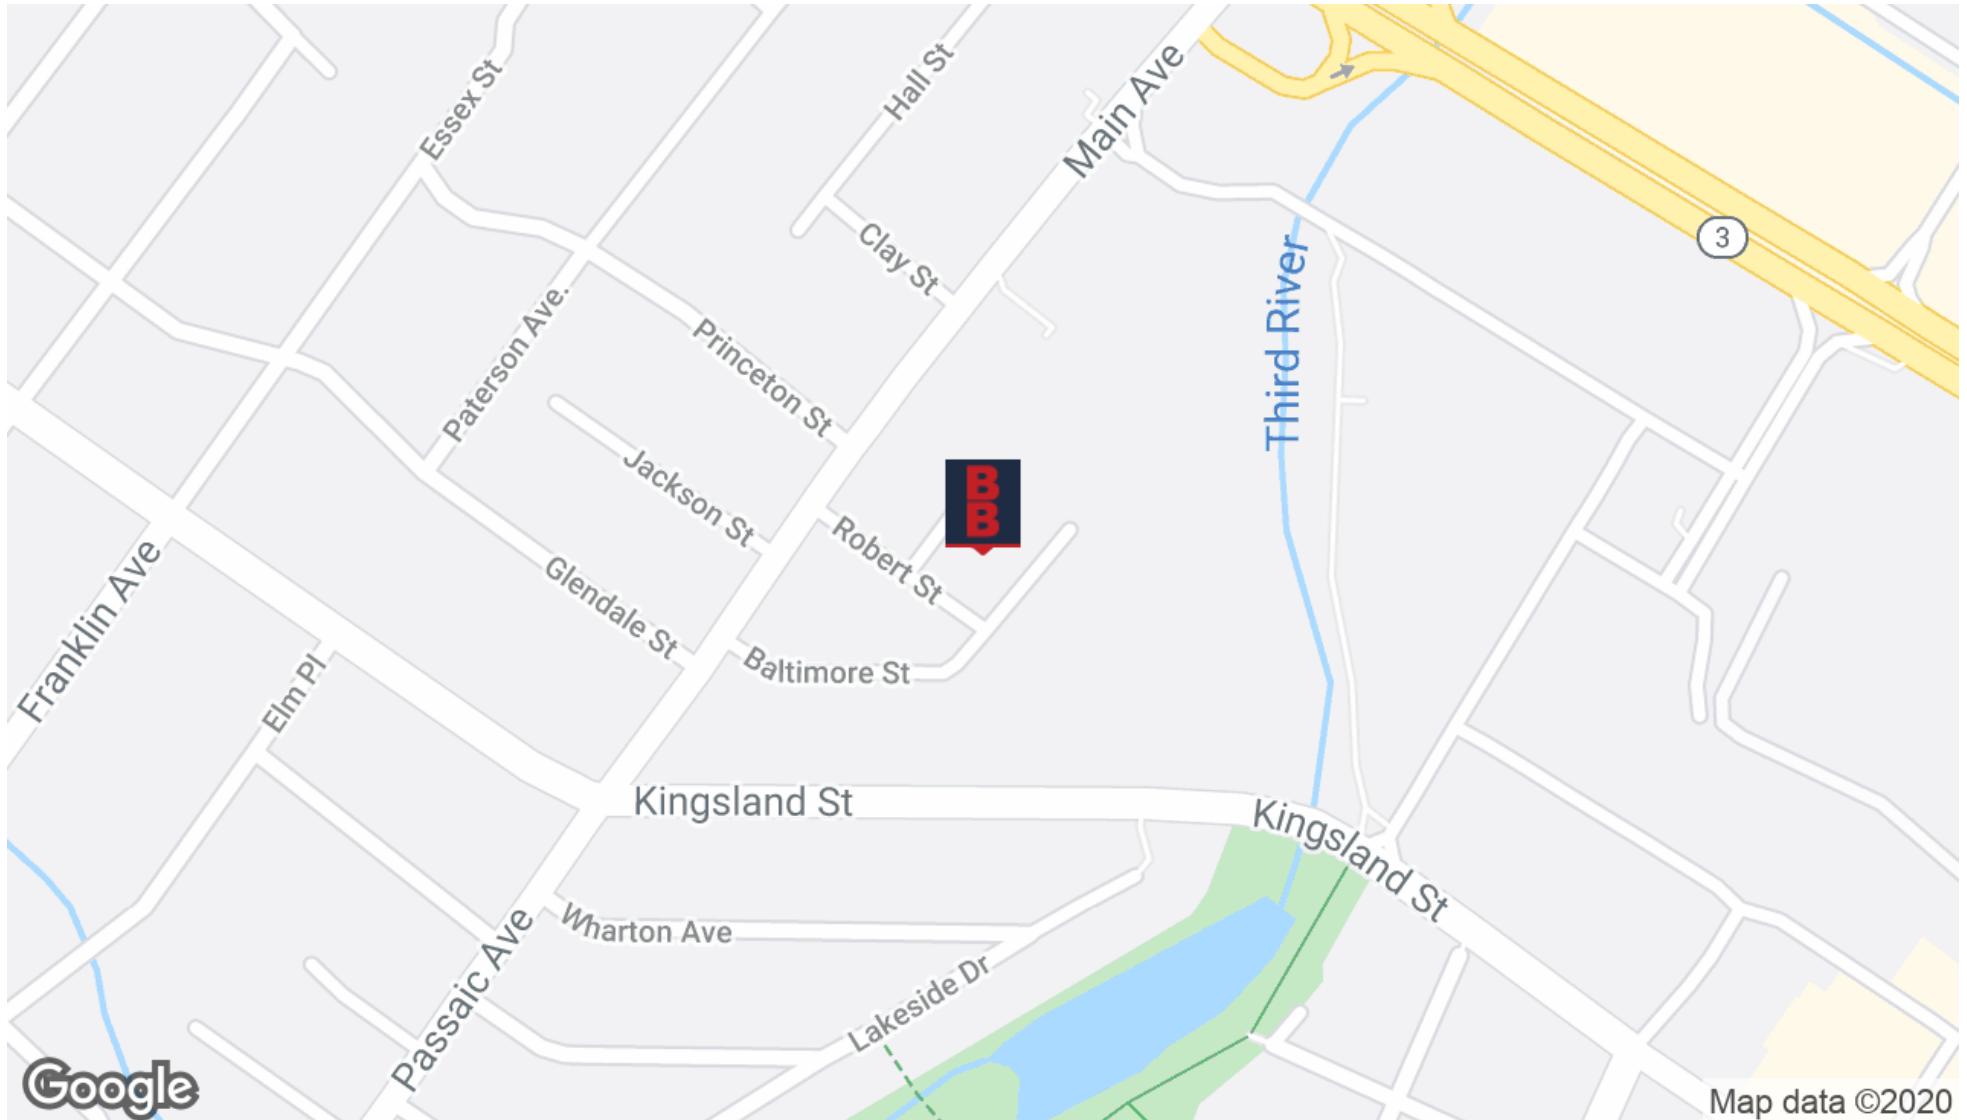 Hall St
Essex St
Main Ave
Clay St
3
Third River
Paterson Ave.
Princeton St
Jackson St
B
B
Robert St
Franklin Ave
Glendale St
Baltimore St
Elm Pl
Kingsland St
Kingsland St
Wharton Ave
Passaic Ave
Lakeside Dr
Google
Map data ©2020